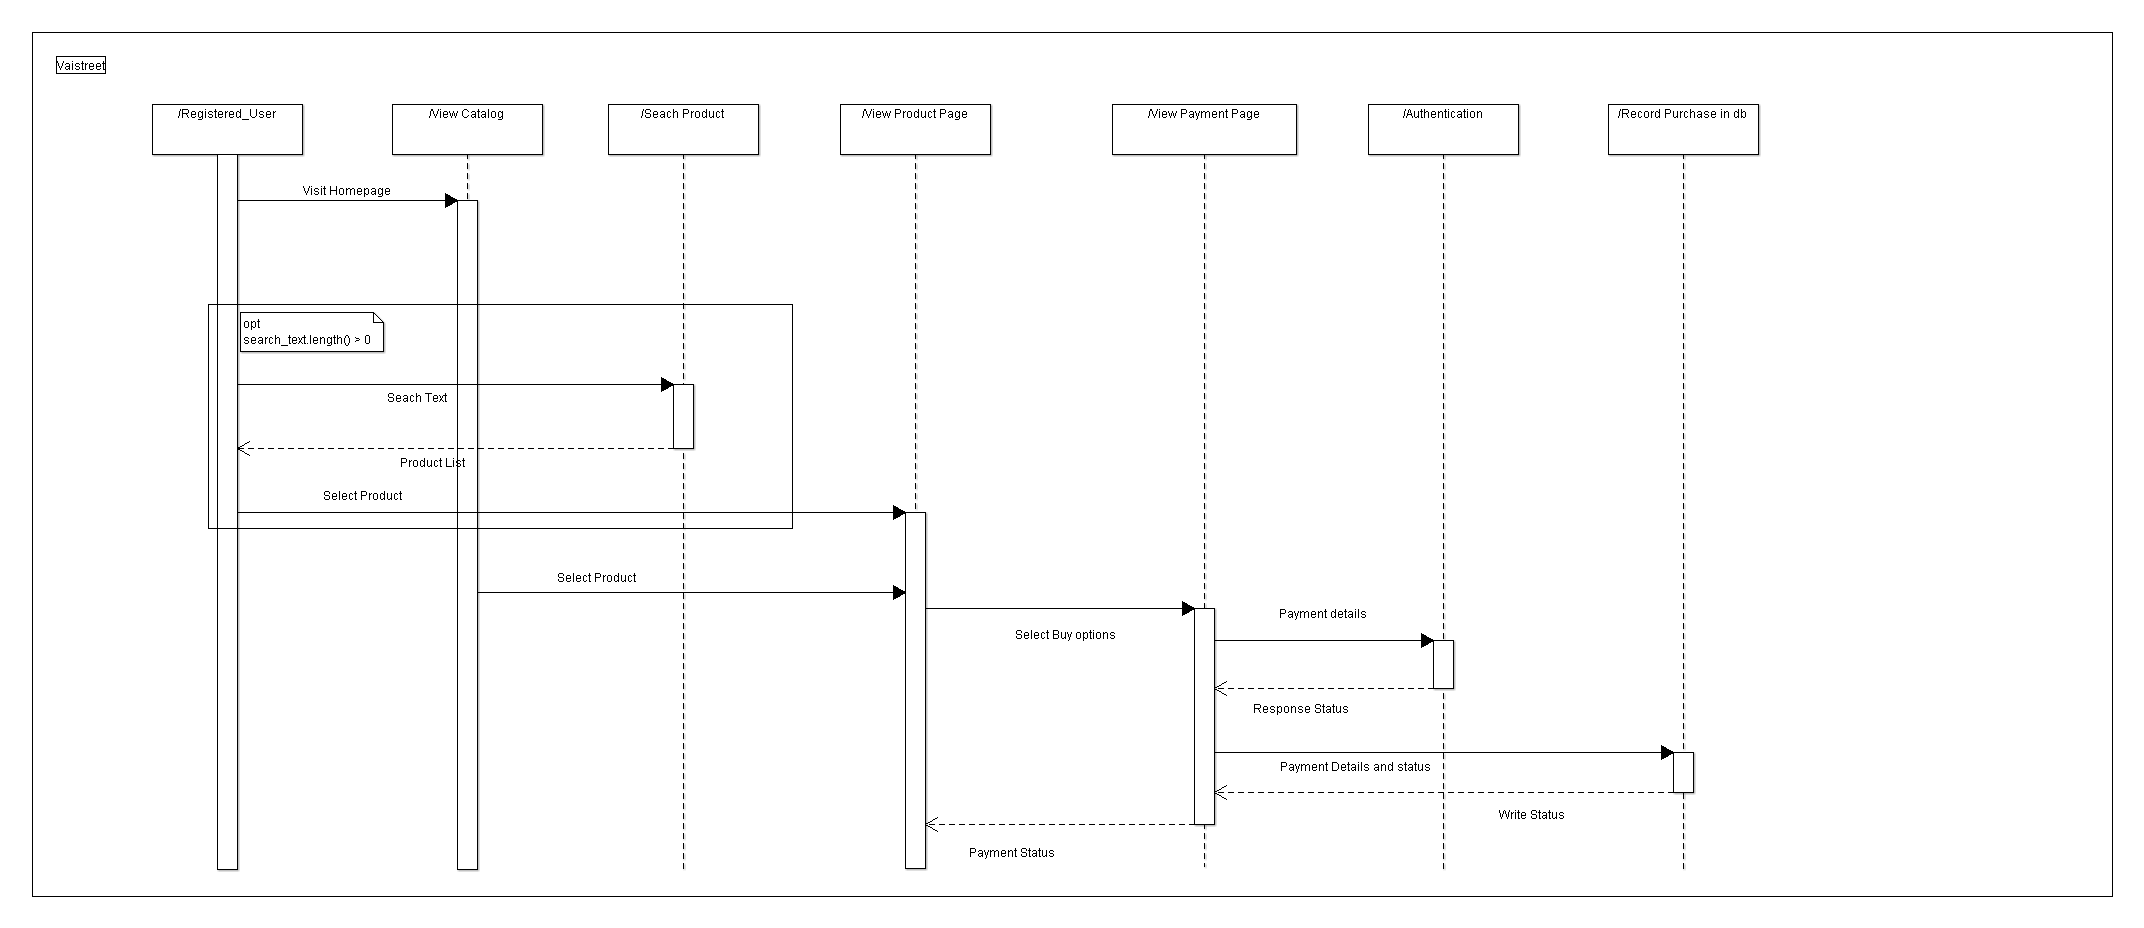 Vaistreet
/Registered_User
/View Catalog
/Seach Product
/View Product Page
/View Payment Page
/Authentication
/Record Purchase in db
Visit Homepage
opt
search_text.length() > 0
Seach Text
Product List
Select Product
Select Product
Select Buy options
Payment details
Response Status
Payment Details and status
Write Status
Payment Status